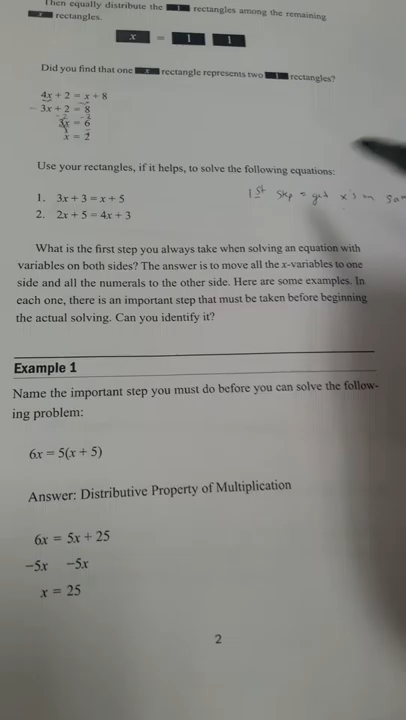 Then equally distribute the 1 rectangles among the remaining
x rectangles.
x = 1 1
Did you find that one x rectangle represents two 1 rectangles?
4x + 2 = x + 8
3x + 2 = 8
3x = 6
x = 2
Use your rectangles, if it helps, to solve the following equations:
1st step = get x's on sam
1. 3x + 3 = x + 5
2. 2x + 5 = 4x + 3
What is the first step you always take when solving an equation with
variables on both sides? The answer is to move all the x-variables to one
side and all the numerals to the other side. Here are some examples. In
each one, there is an important step that must be taken before beginning
the actual solving. Can you identify it?
Example 1
Name the important step you must do before you can solve the follow-
ing problem:
6x = 5(x + 5)
Answer: Distributive Property of Multiplication
6x = 5x + 25
−5x −5x
x = 25
2